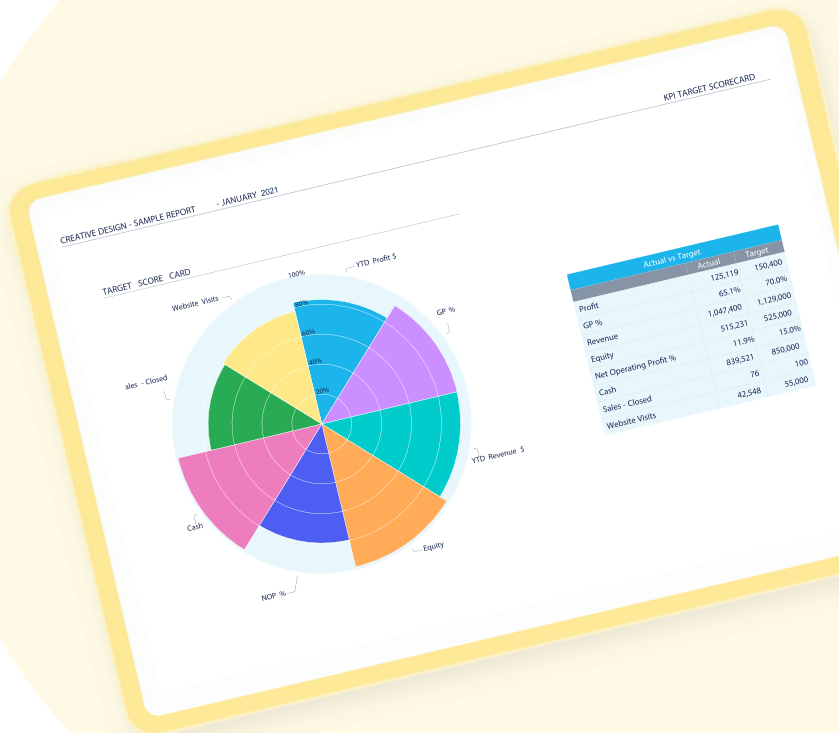 KPI TARGET SCORECARD
CREATIVE DESIGN - SAMPLE REPORT - JANUARY 2021
TARGET SCORE CARD
100%
80%
60%
40%
20%
YTD Profit $
GP %
YTD Revenue $
Equity
NOP %
Cash
ales - Closed
Website Visits
Actual vs Target
Actual Target
Profit 125,119 150,400
GP % 65.1% 70.0%
Revenue 1,047,400 1,129,000
Equity 515,231 525,000
Net Operating Profit % 11.9% 15.0%
Cash 839,521 850,000
Sales - Closed 76 100
Website Visits 42,548 55,000